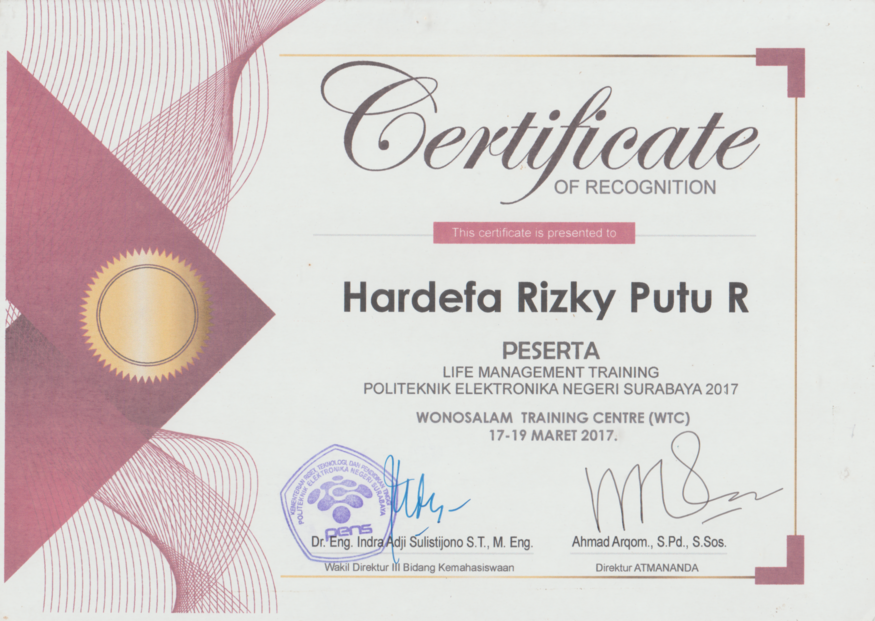 Certificate
OF RECOGNITION
This certificate is presented to
Hardefa Rizky Putu R
PESERTA
LIFE MANAGEMENT TRAINING
POLITEKNIK ELEKTRONIKA NEGERI SURABAYA 2017
WONOSALAM TRAINING CENTRE (WTC)
17-19 MARET 2017.
KEMENTERIAN RISET, TEKNOLOGI DAN PENDIDIKAN TINGGI
POLITEKNIK ELEKTRONIKA NEGERI SURABAYA
pens
Dr. Eng. Indra Adji Sulistijono S.T., M. Eng.
Wakil Direktur III Bidang Kemahasiswaan
Ahmad Arqom., S.Pd., S.Sos.
Direktur ATMANANDA